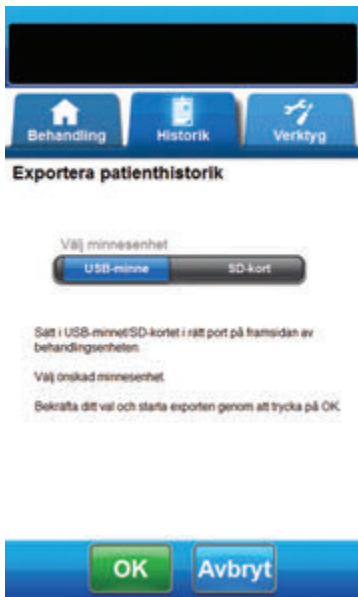 Behandling
Historik
Verktyg
Exportera patienthistorik
Välj minnesenhet
USB-minne
SD-kort
Sätt i USB-minnet/SD-kortet i rätt port på framsidan av
behandlingsenheten.
Välj önskad minnesenhet.
Bekräfta ditt val och starta exporten genom att trycka på OK.
OK
Avbryt